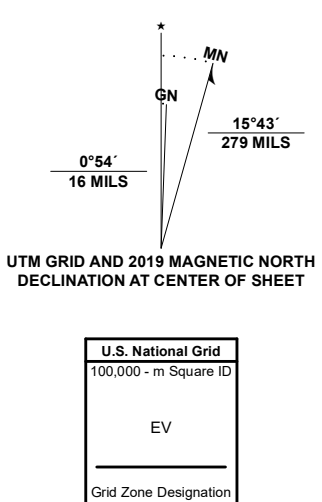 ★
MN
GN
15°43´
279 MILS
0°54´
16 MILS
UTM GRID AND 2019 MAGNETIC NORTH
DECLINATION AT CENTER OF SHEET
U.S. National Grid
100,000 - m Square ID
EV
Grid Zone Designation